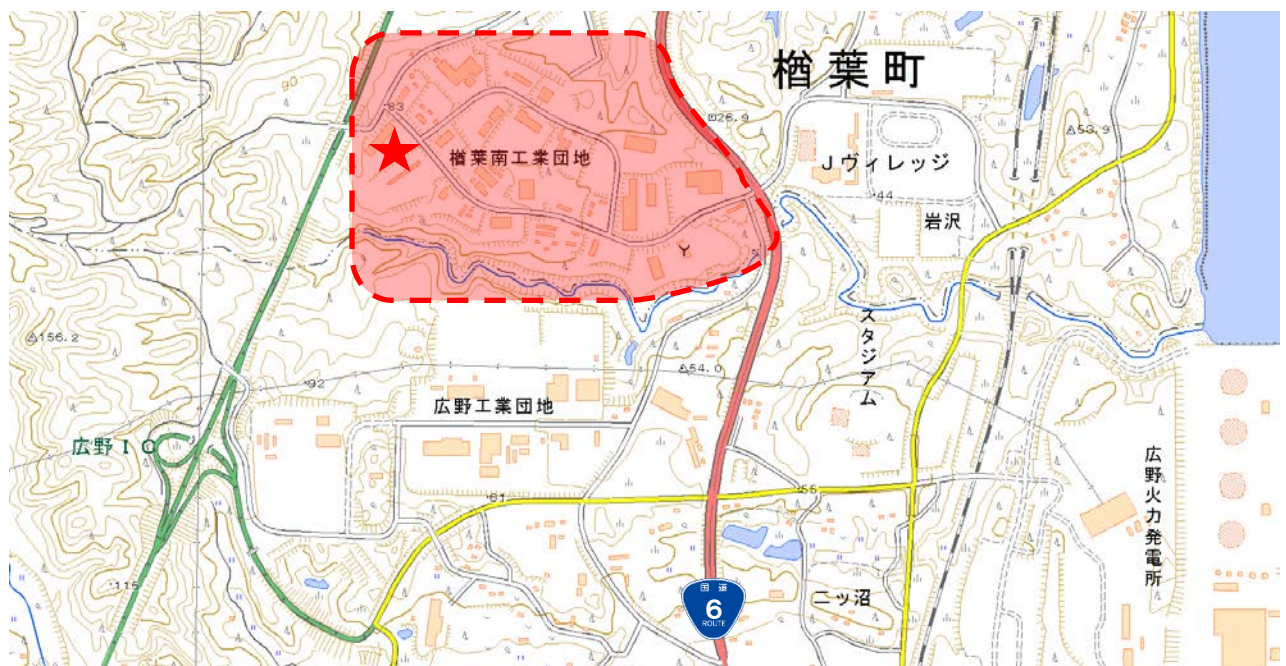 90
楢葉町
83
26.9
53.9
楢葉南工業団地
Jヴィレッジ
44
岩沢
スタジアム
156.2
92
54.0
広野工業団地
広野IC
61
55
広野火力発電所
115
国道
6
ROUTE
二ッ沼